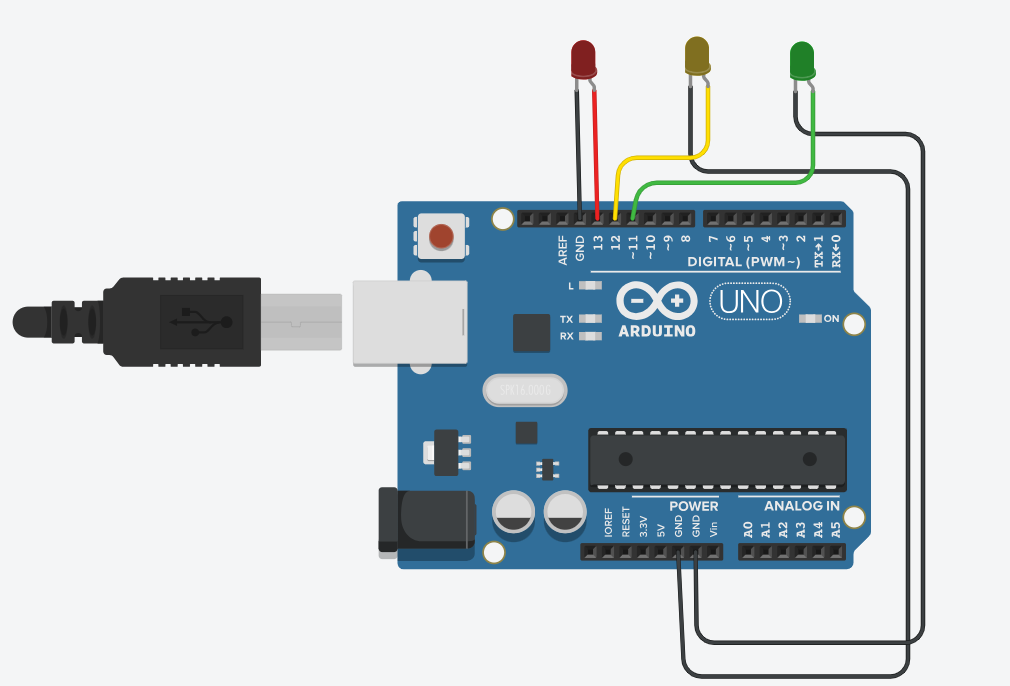 AREF
GND
13
12
~11
~10
~9
8
7
~6
~5
4
~3
2
TX→1
RX←0
DIGITAL (PWM~)
L
TX
RX
UNO
ON
ARDUINO
SPK16.000G
POWER
ANALOG IN
IOREF
RESET
3.3V
5V
GND
GND
Vin
A0
A1
A2
A3
A4
A5